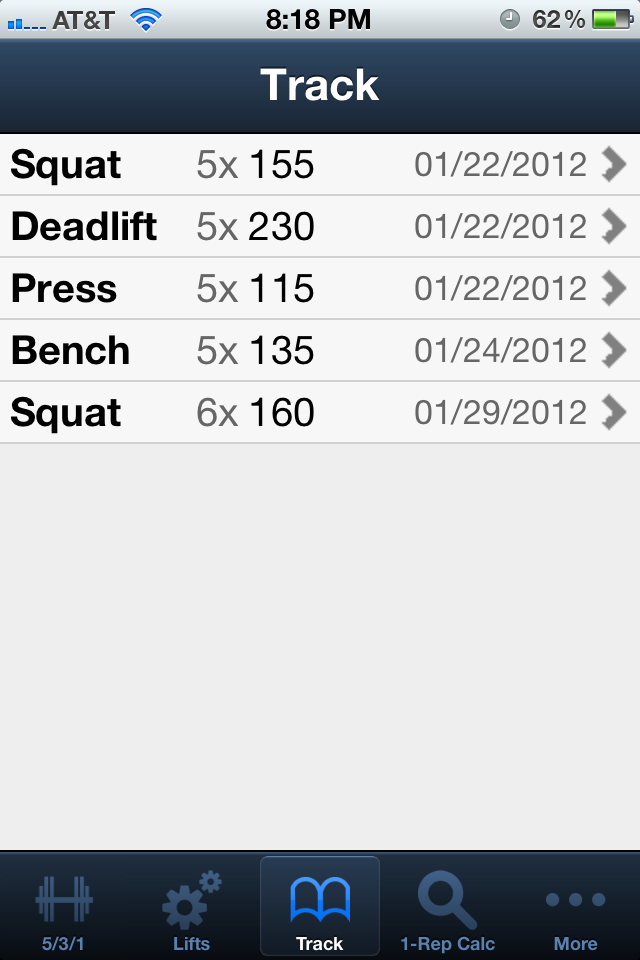 AT&T 8:18 PM 62%
Track
Squat 5x 155 01/22/2012
Deadlift 5x 230 01/22/2012
Press 5x 115 01/22/2012
Bench 5x 135 01/24/2012
Squat 6x 160 01/29/2012
5/3/1 Lifts Track 1-Rep Calc More